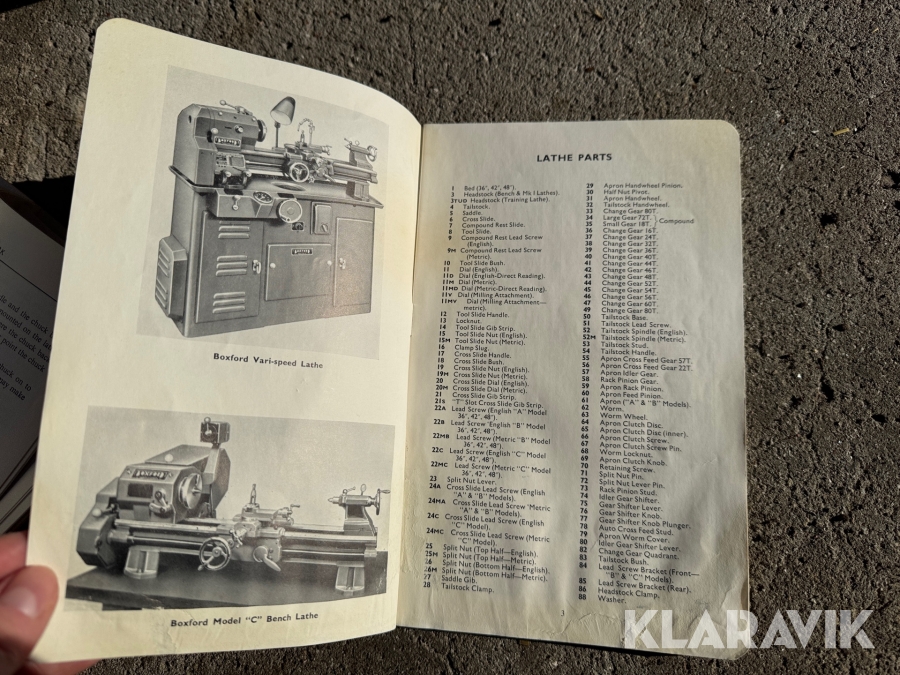 Boxford Vari-speed Lathe
BOXFORD
Boxford Model "C" Bench Lathe
LATHE PARTS
1 Bed (36", 42", 48").
3 Headstock (Bench & Mk I Lathes).
3TUD Headstock (Training Lathe).
4 Tailstock.
5 Saddle.
6 Cross Slide.
7 Compound Rest Slide.
8 Tool Slide.
9 Compound Rest Lead Screw
(English).
9M Compound Rest Lead Screw
(Metric).
10 Tool Slide Bush.
11 Dial (English).
11D Dial (English-Direct Reading).
11M Dial (Metric).
11MD Dial (Metric-Direct Reading).
11V Dial (Milling Attachment).
11MV Dial (Milling Attachment—
metric).
12 Tool Slide Handle.
13 Locknut.
14 Tool Slide Gib Strip.
15 Tool Slide Nut (English).
15M Tool Slide Nut (Metric).
16 Clamp Slug.
17 Cross Slide Handle.
18 Cross Slide Bush.
19 Cross Slide Nut (English).
19M Cross Slide Nut (Metric).
20 Cross Slide Dial (English).
20M Cross Slide Dial (Metric).
21 Cross Slide Gib Strip.
21S "T" Slot Cross Slide Gib Strip.
22A Lead Screw (English "A" Model
36", 42", 48").
22B Lead Screw 'English "B" Model
36", 42", 48").
22MB Lead Screw (Metric "B" Model
36", 42", 48").
22C Lead Screw (English "C" Model
36", 42", 48").
22MC Lead Screw (Metric "C" Model
36, 42", 48").
23 Split Nut Lever.
24A Cross Slide Lead Screw (English
"A" & "B" Models).
24MA Cross Slide Lead Screw 'Metric
"A" & "B" Models).
24C Cross Slide Lead Screw (English
"C" Model).
24MC Cross Slide Lead Screw (Metric
"C" Model).
25 Split Nut (Top Half—English).
25M Split Nut (Top Half—Metric).
26 Split Nut (Bottom Half—English).
26M Split Nut (Bottom Half—Metric).
27 Saddle Gib.
28 Tailstock Clamp.
29 Apron Handwheel Pinion.
30 Half Nut Pivot.
31 Apron Handwheel.
32 Tailstock Handwheel.
33 Change Gear 80T.
34 Large Gear 72T. } Compound
35 Small Gear 18T.
36 Change Gear 16T.
37 Change Gear 24T.
38 Change Gear 32T.
39 Change Gear 36T.
40 Change Gear 40T.
41 Change Gear 44T.
42 Change Gear 46T.
43 Change Gear 48T.
44 Change Gear 52T.
45 Change Gear 54T.
46 Change Gear 56T.
47 Change Gear 60T.
49 Change Gear 80T.
50 Tailstock Base.
51 Tailstock Lead Screw.
52 Tailstock Spindle (English).
52M Tailstock Spindle (Metric).
53 Tailstock Stud.
54 Tailstock Handle.
55 Apron Cross Feed Gear 57T.
56 Apron Cross Feed Gear 22T.
57 Apron Idler Gear.
58 Rack Pinion Gear.
59 Apron Rack Pinion.
60 Apron Feed Pinion.
61 Apron ("A" & "B" Models).
62 Worm.
63 Worm Wheel.
64 Apron Clutch Disc.
65 Apron Clutch Disc (inner).
66 Apron Clutch Screw.
67 Apron Clutch Screw Pin.
68 Worm Locknut.
69 Apron Clutch Knob.
70 Retaining Screw.
71 Split Nut Pin.
72 Split Nut Lever Pin.
73 Rack Pinion Stud.
74 Idler Gear Shifter.
75 Gear Shifter Lever.
76 Gear Shifter Knob.
77 Gear Shifter Knob Plunger.
78 Auto Cross Feed Stud.
79 Apron Worm Cover.
80 Idler Gear Shifter Lever.
82 Change Gear Quadrant.
83 Tailstock Bush.
84 Lead Screw Bracket (Front—
"B" & "C" Models).
85 Lead Screw Bracket (Rear).
86 Headstock Clamp.
88 Washer.
3
KLARAVIK